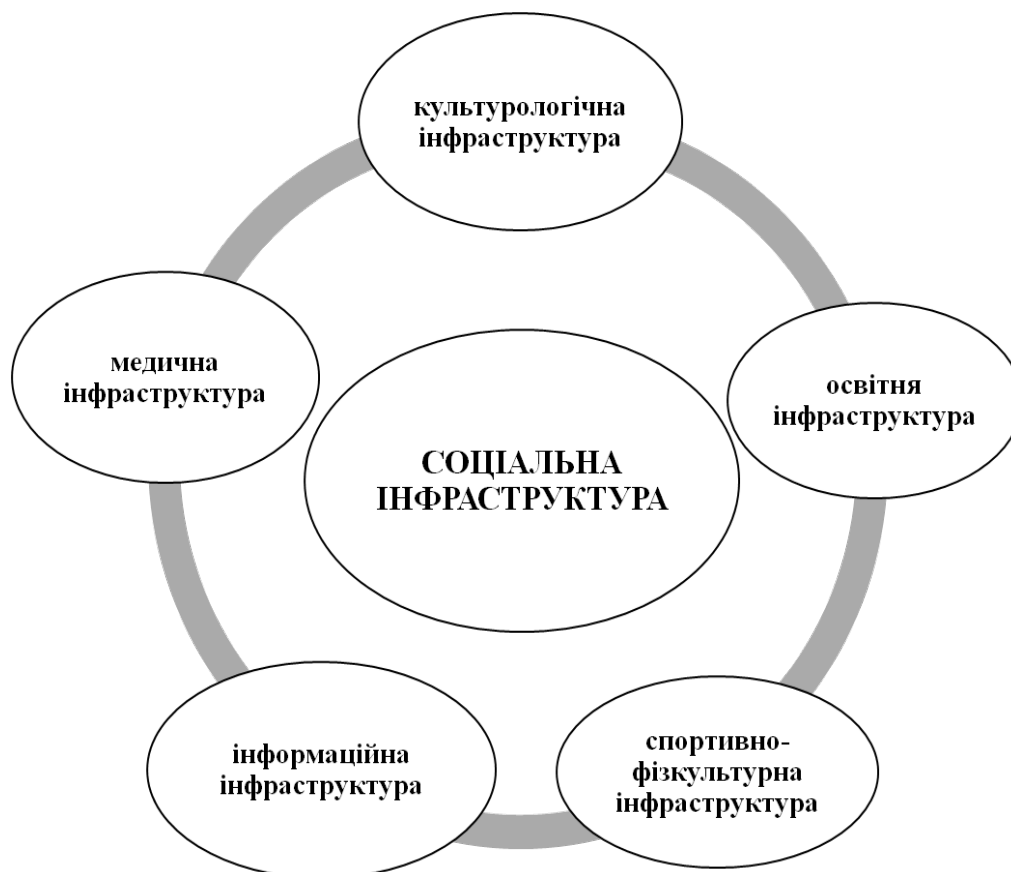 культурологічна
інфраструктура
медична
інфраструктура
освітня
інфраструктура
СОЦІАЛЬНА
ІНФРАСТРУКТУРА
інформаційна
інфраструктура
спортивно-
фізкультурна
інфраструктура